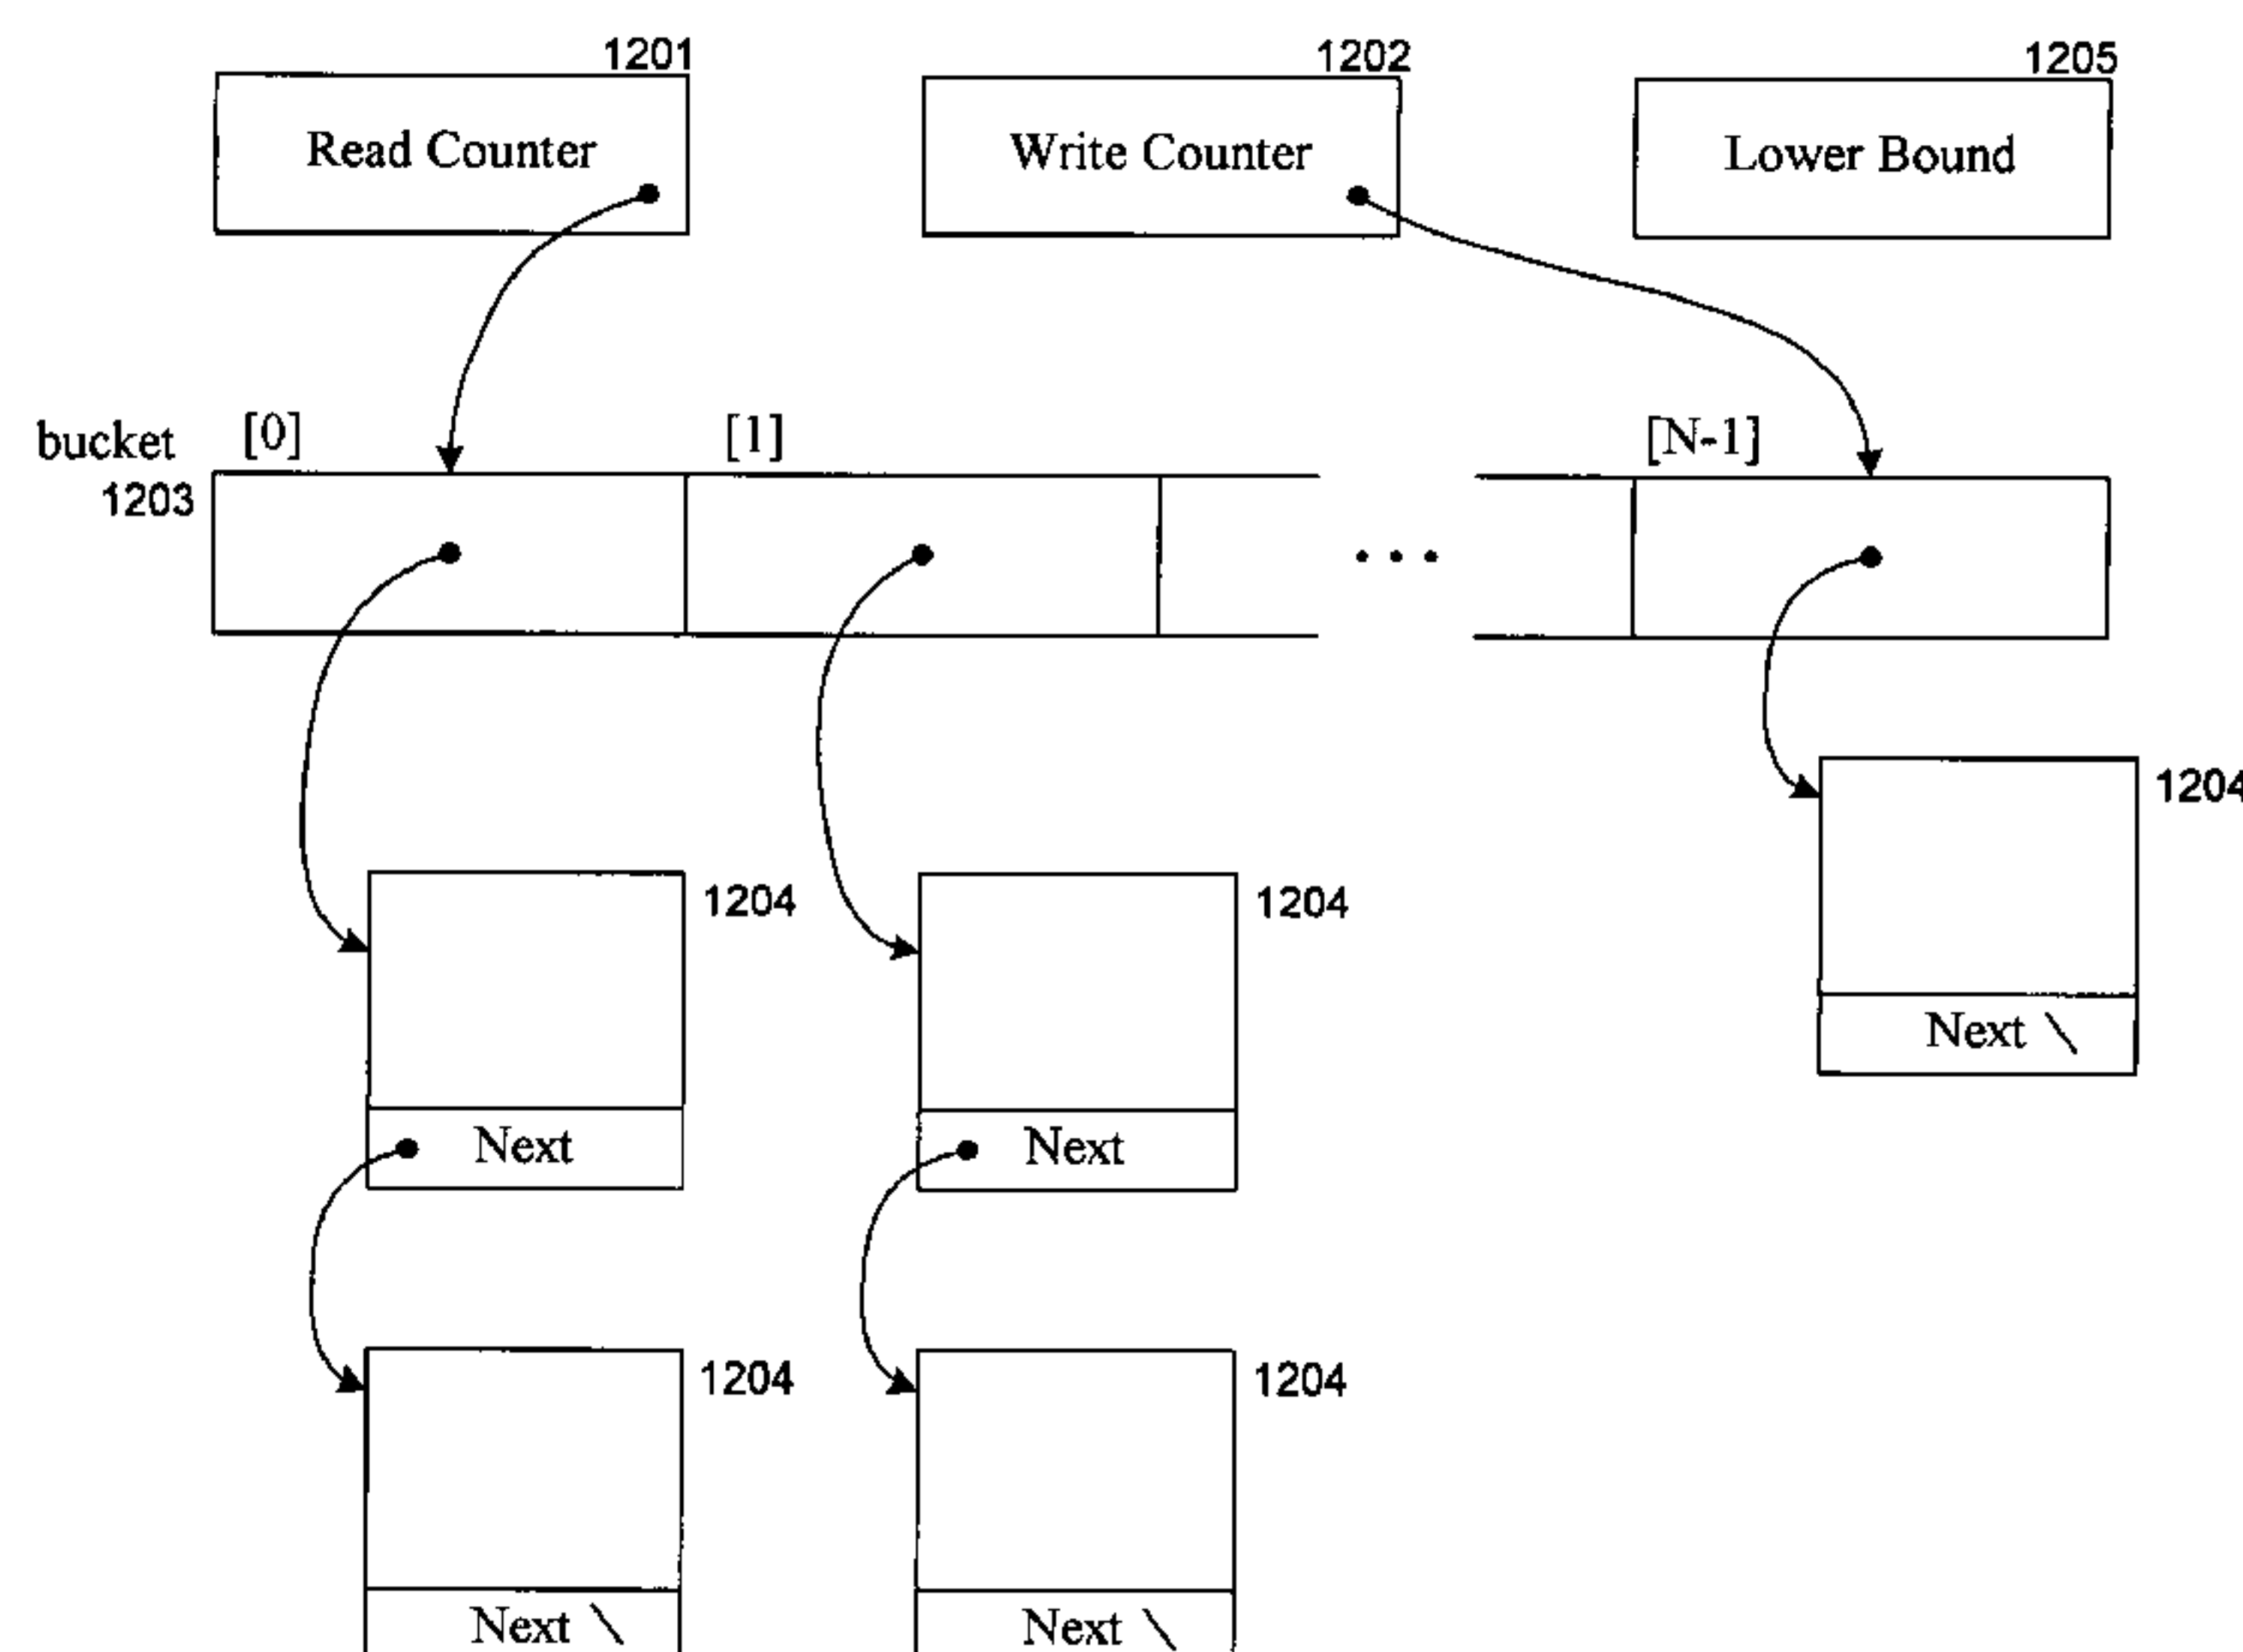 1201
1202
1205
Read Counter
Write Counter
Lower Bound
bucket
[0]
[1]
[N-1]
1203
• • •
1204
1204
1204
Next \
Next
Next
1204
1204
Next \
Next \